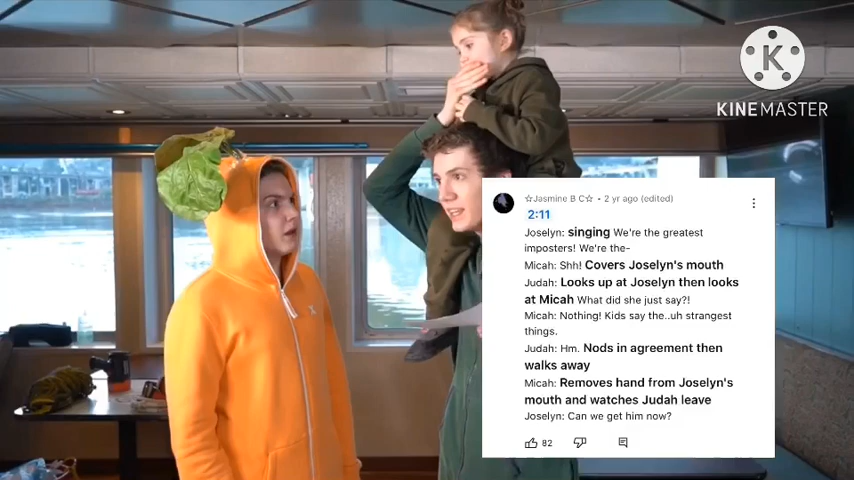 K
KINEMASTER
☆Jasmine B C☆ • 2 yr ago (edited)
2:11
Joselyn: singing We're the greatest
imposters! We're the-
Micah: Shh! Covers Joselyn's mouth
Judah: Looks up at Joselyn then looks
at Micah What did she just say?!
Micah: Nothing! Kids say the..uh strangest
things.
Judah: Hm. Nods in agreement then
walks away
Micah: Removes hand from Joselyn's
mouth and watches Judah leave
Joselyn: Can we get him now?
82
X